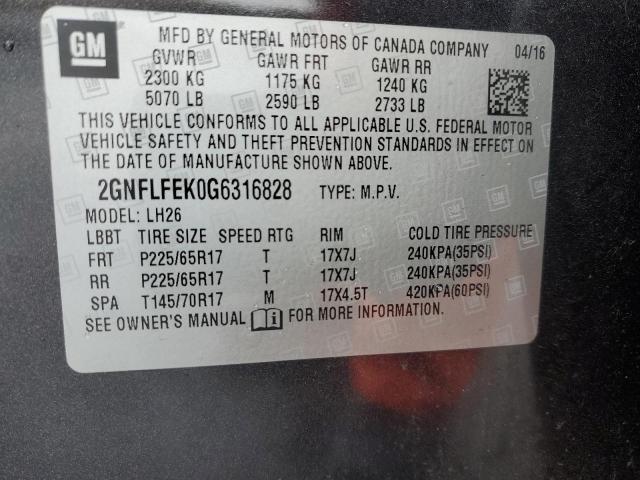 GM
MFD BY GENERAL MOTORS OF CANADA COMPANY 04/16
GVWR GAWR FRT GAWR RR
2300 KG 1175 KG 1240 KG
5070 LB 2590 LB 2733 LB
THIS VEHICLE CONFORMS TO ALL APPLICABLE U.S. FEDERAL MOTOR
VEHICLE SAFETY AND THEFT PREVENTION STANDARDS IN EFFECT ON
THE DATE OF MANUFACTURE SHOWN ABOVE.
2GNFLFEK0G6316828 TYPE: M.P.V.
MODEL: LH26
LBBT TIRE SIZE SPEED RTG RIM COLD TIRE PRESSURE
FRT P225/65R17 T 17X7J 240KPA(35PSI)
RR P225/65R17 T 17X7J 240KPA(35PSI)
SPA T145/70R17 M 17X4.5T 420KPA(60PSI)
SEE OWNER'S MANUAL FOR MORE INFORMATION.